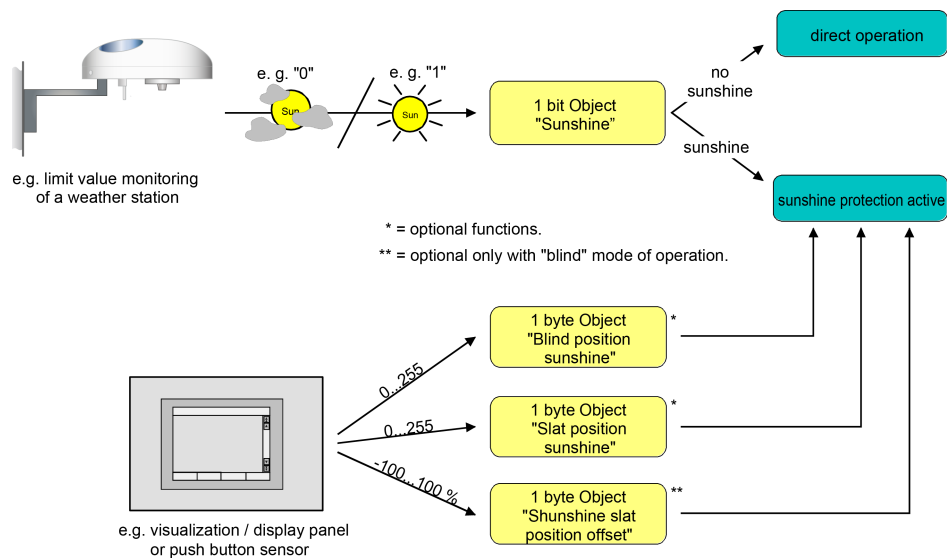 direct operation
e. g. "0"
e. g. "1"
no
sunshine
Sun
Sun
1 bit Object
"Sunshine”
sunshine
e.g. limit value monitoring
of a weather station
sunshine protection active
* = optional functions.
** = optional only with "blind" mode of operation.
1 byte Object
"Blind position
sunshine"
*
0...255
1 byte Object
"Slat position
sunshine"
*
0...255
-100...100 %
1 byte Object
"Shunshine slat
position offset"
**
e.g. visualization / display panel
or push button sensor